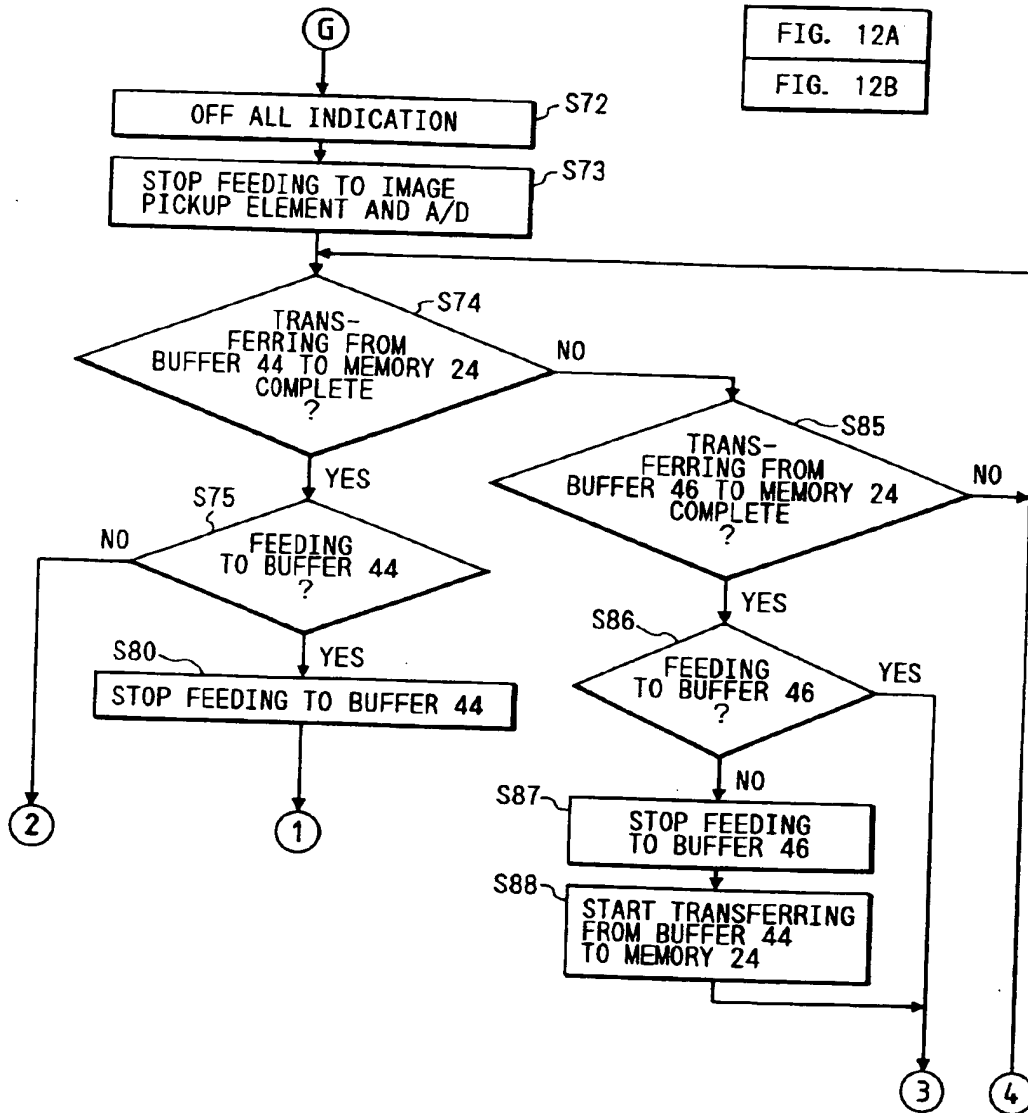 G
FIG. 12A
FIG. 12B
OFF ALL INDICATION
S72
STOP FEEDING TO IMAGE
PICKUP ELEMENT AND A/D
S73
S74
TRANS-
FERRING FROM
BUFFER 44 TO MEMORY 24
COMPLETE
?
NO
YES
S85
TRANS-
FERRING FROM
BUFFER 46 TO MEMORY 24
COMPLETE
?
NO
YES
S75
FEEDING
TO BUFFER 44
?
NO
YES
S80
STOP FEEDING TO BUFFER 44
S86
FEEDING
TO BUFFER 46
?
YES
NO
S87
STOP FEEDING
TO BUFFER 46
S88
START TRANSFERRING
FROM BUFFER 44
TO MEMORY 24
2
1
3
4